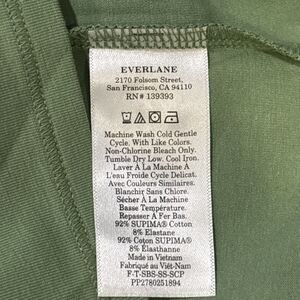 EVERLANE
2170 Folsom Street,
San Francisco, CA 94110
RN# 139393
Machine Wash Cold Gentle
Cycle. With Like Colors.
Non-Chlorine Bleach Only.
Tumble Dry Low. Cool Iron.
Laver À La Machine À
L'eau Froide Cycle Delicat.
Avec Couleurs Similaires.
Blanchir Sans Chlore.
Sécher À La Machine
Basse Température.
Repasser À Fer Bas.
92% SUPIMA® Cotton
8% Elastane
92% Coton SUPIMA®
8% Élasthanne
Made in Vietnam
Fabriqué au Viêt-Nam
F-T-SBS-SS-SCP
PP2780251894